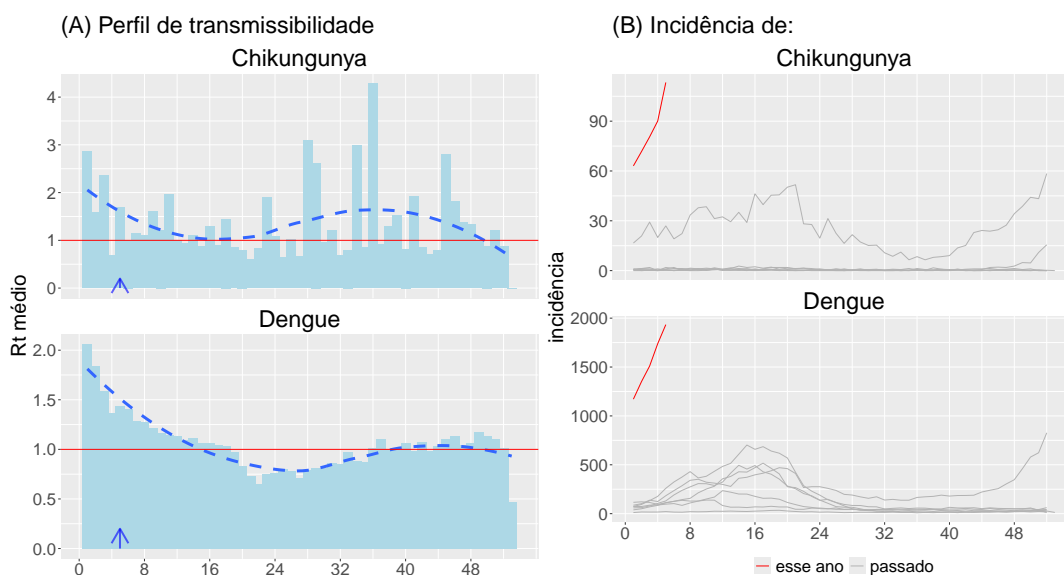 (A) Perfil de transmissibilidade
Chikungunya
4
3
2
1
0
Dengue
2.0
1.5
1.0
0.5
0.0
0 8 16 24 32 40 48
Rt médio
(B) Incidência de:
Chikungunya
90
60
30
0
Dengue
2000
1500
1000
500
0
0 8 16 24 32 40 48
incidência
esse ano passado